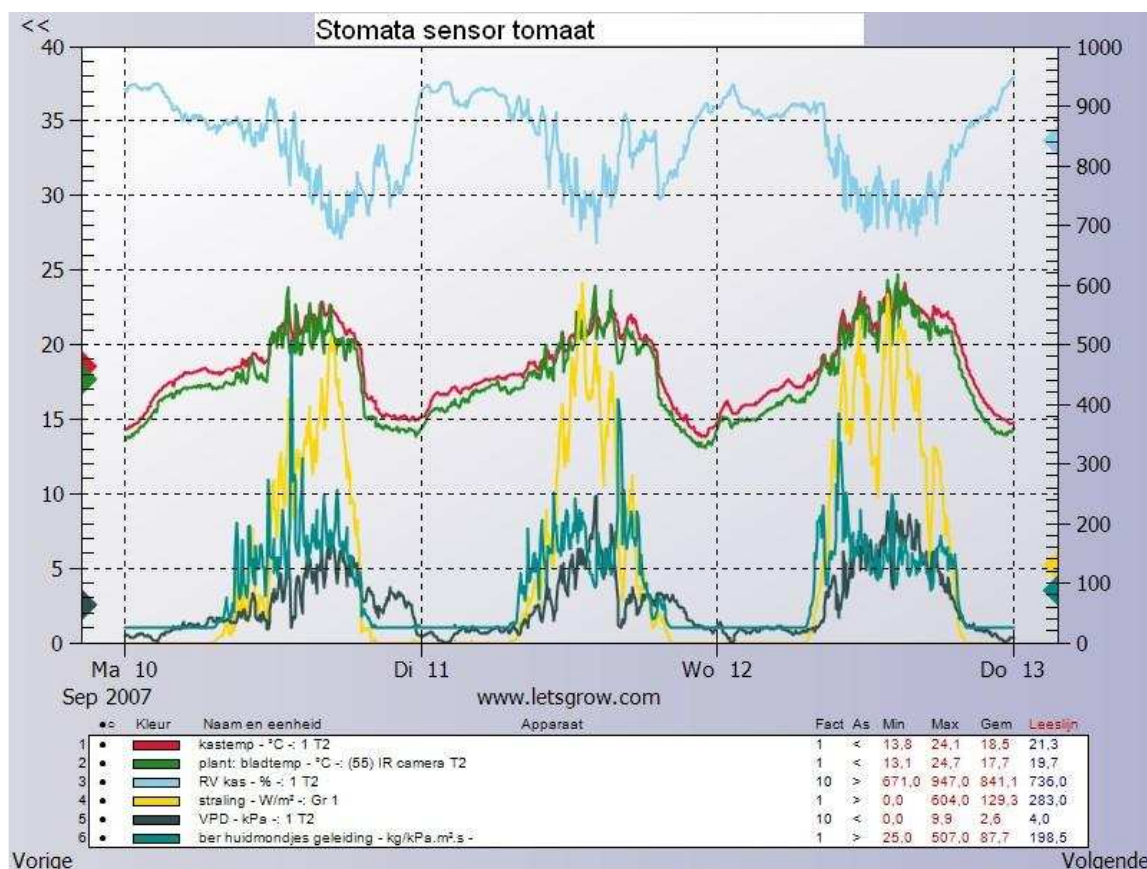 <<
Stomata sensor tomaat
40
35
30
25
20
15
10
5
0
1000
900
800
700
600
500
400
300
200
100
0
Ma 10 Di 11 Wo 12 Do 13
Sep 2007 www.letsgrow.com
Kleur Naam en eenheid Apparaat Fact As Min Max Gem Leeslijn
1 kastemp - °C -: 1 T2 1 < 13,8 24,1 18,5 21,3
2 plant: bladtemp - °C -: (55) IR camera T2 1 < 13,1 24,7 17,7 19,7
3 RV kas - % -: 1 T2 10 > 671,0 947,0 841,1 736,0
4 straling - W/m² -: Gr 1 1 > 0,0 604,0 129,3 283,0
5 VPD - kPa -: 1 T2 10 < 0,0 9,9 2,6 4,0
6 ber huidmondjes geleiding - kg/kPa.m².s - 1 > 25,0 507,0 87,7 198,5
Vorige Volgende